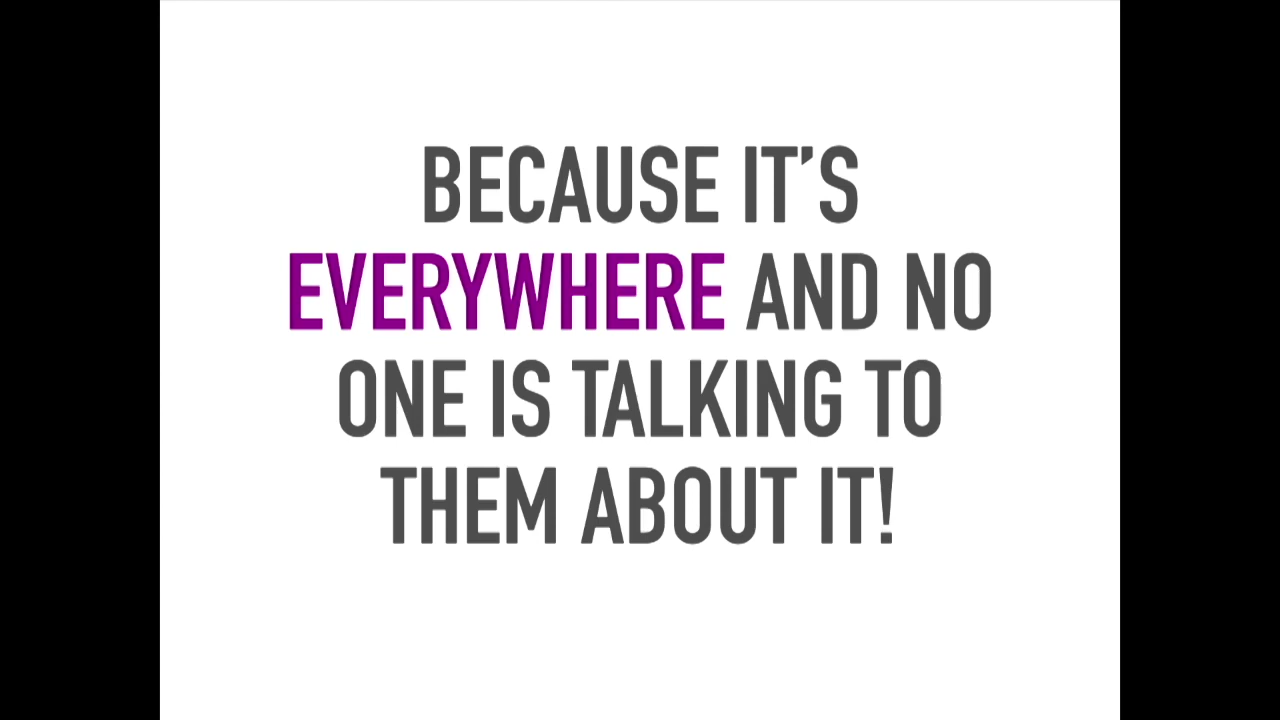 BECAUSE IT’S
EVERYWHERE AND NO
ONE IS TALKING TO
THEM ABOUT IT!